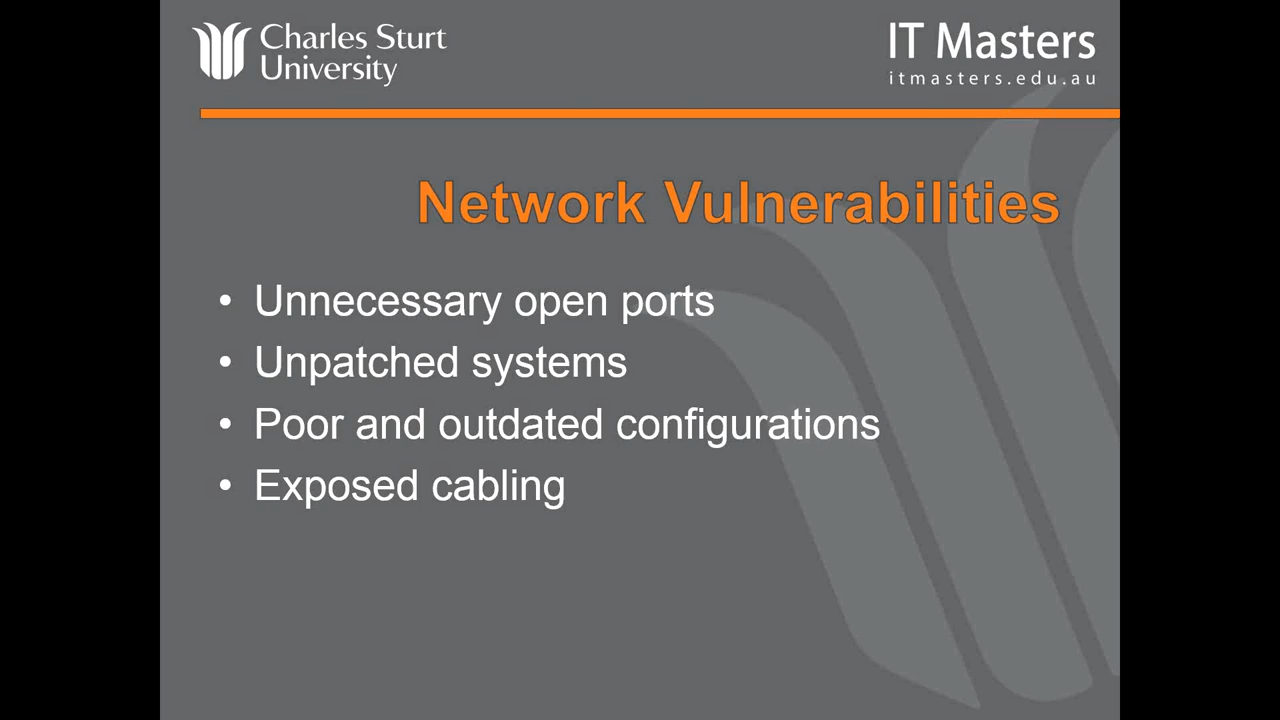 Charles Sturt
University
IT Masters
itmasters.edu.au
Network Vulnerabilities
• Unnecessary open ports
• Unpatched systems
• Poor and outdated configurations
• Exposed cabling